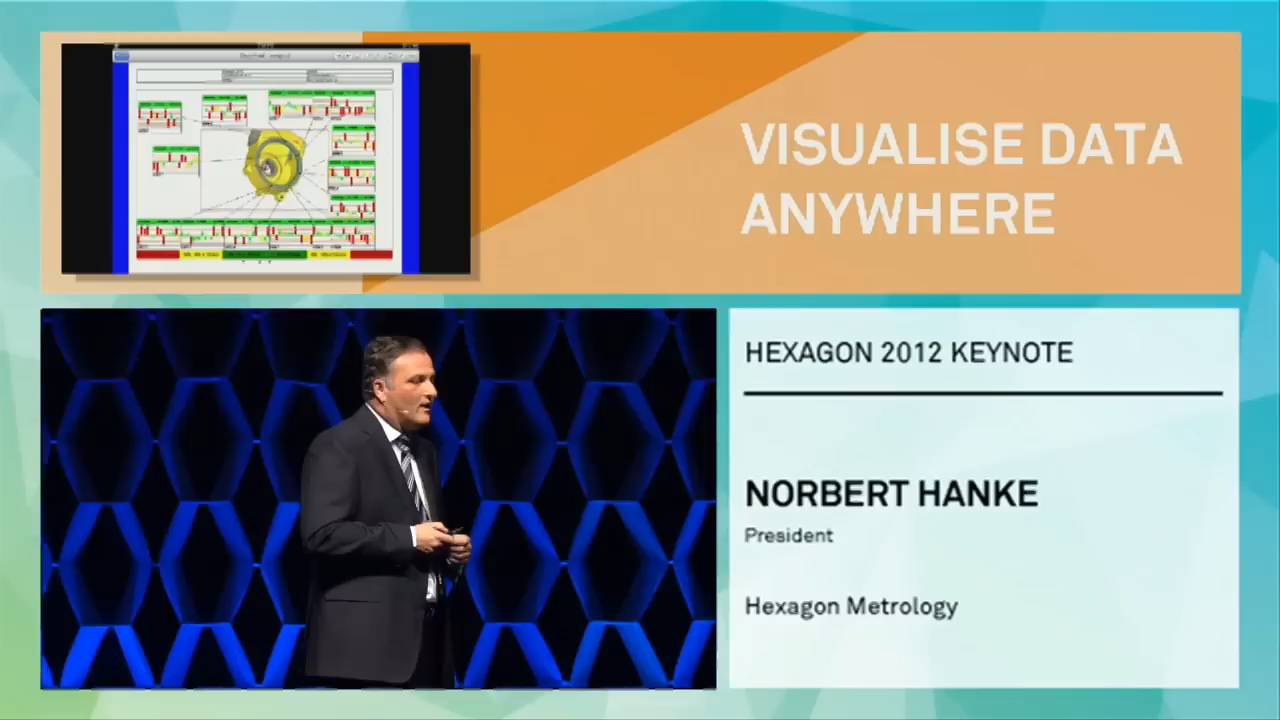 VISUALISE DATA
ANYWHERE
HEXAGON 2012 KEYNOTE
NORBERT HANKE
President
Hexagon Metrology